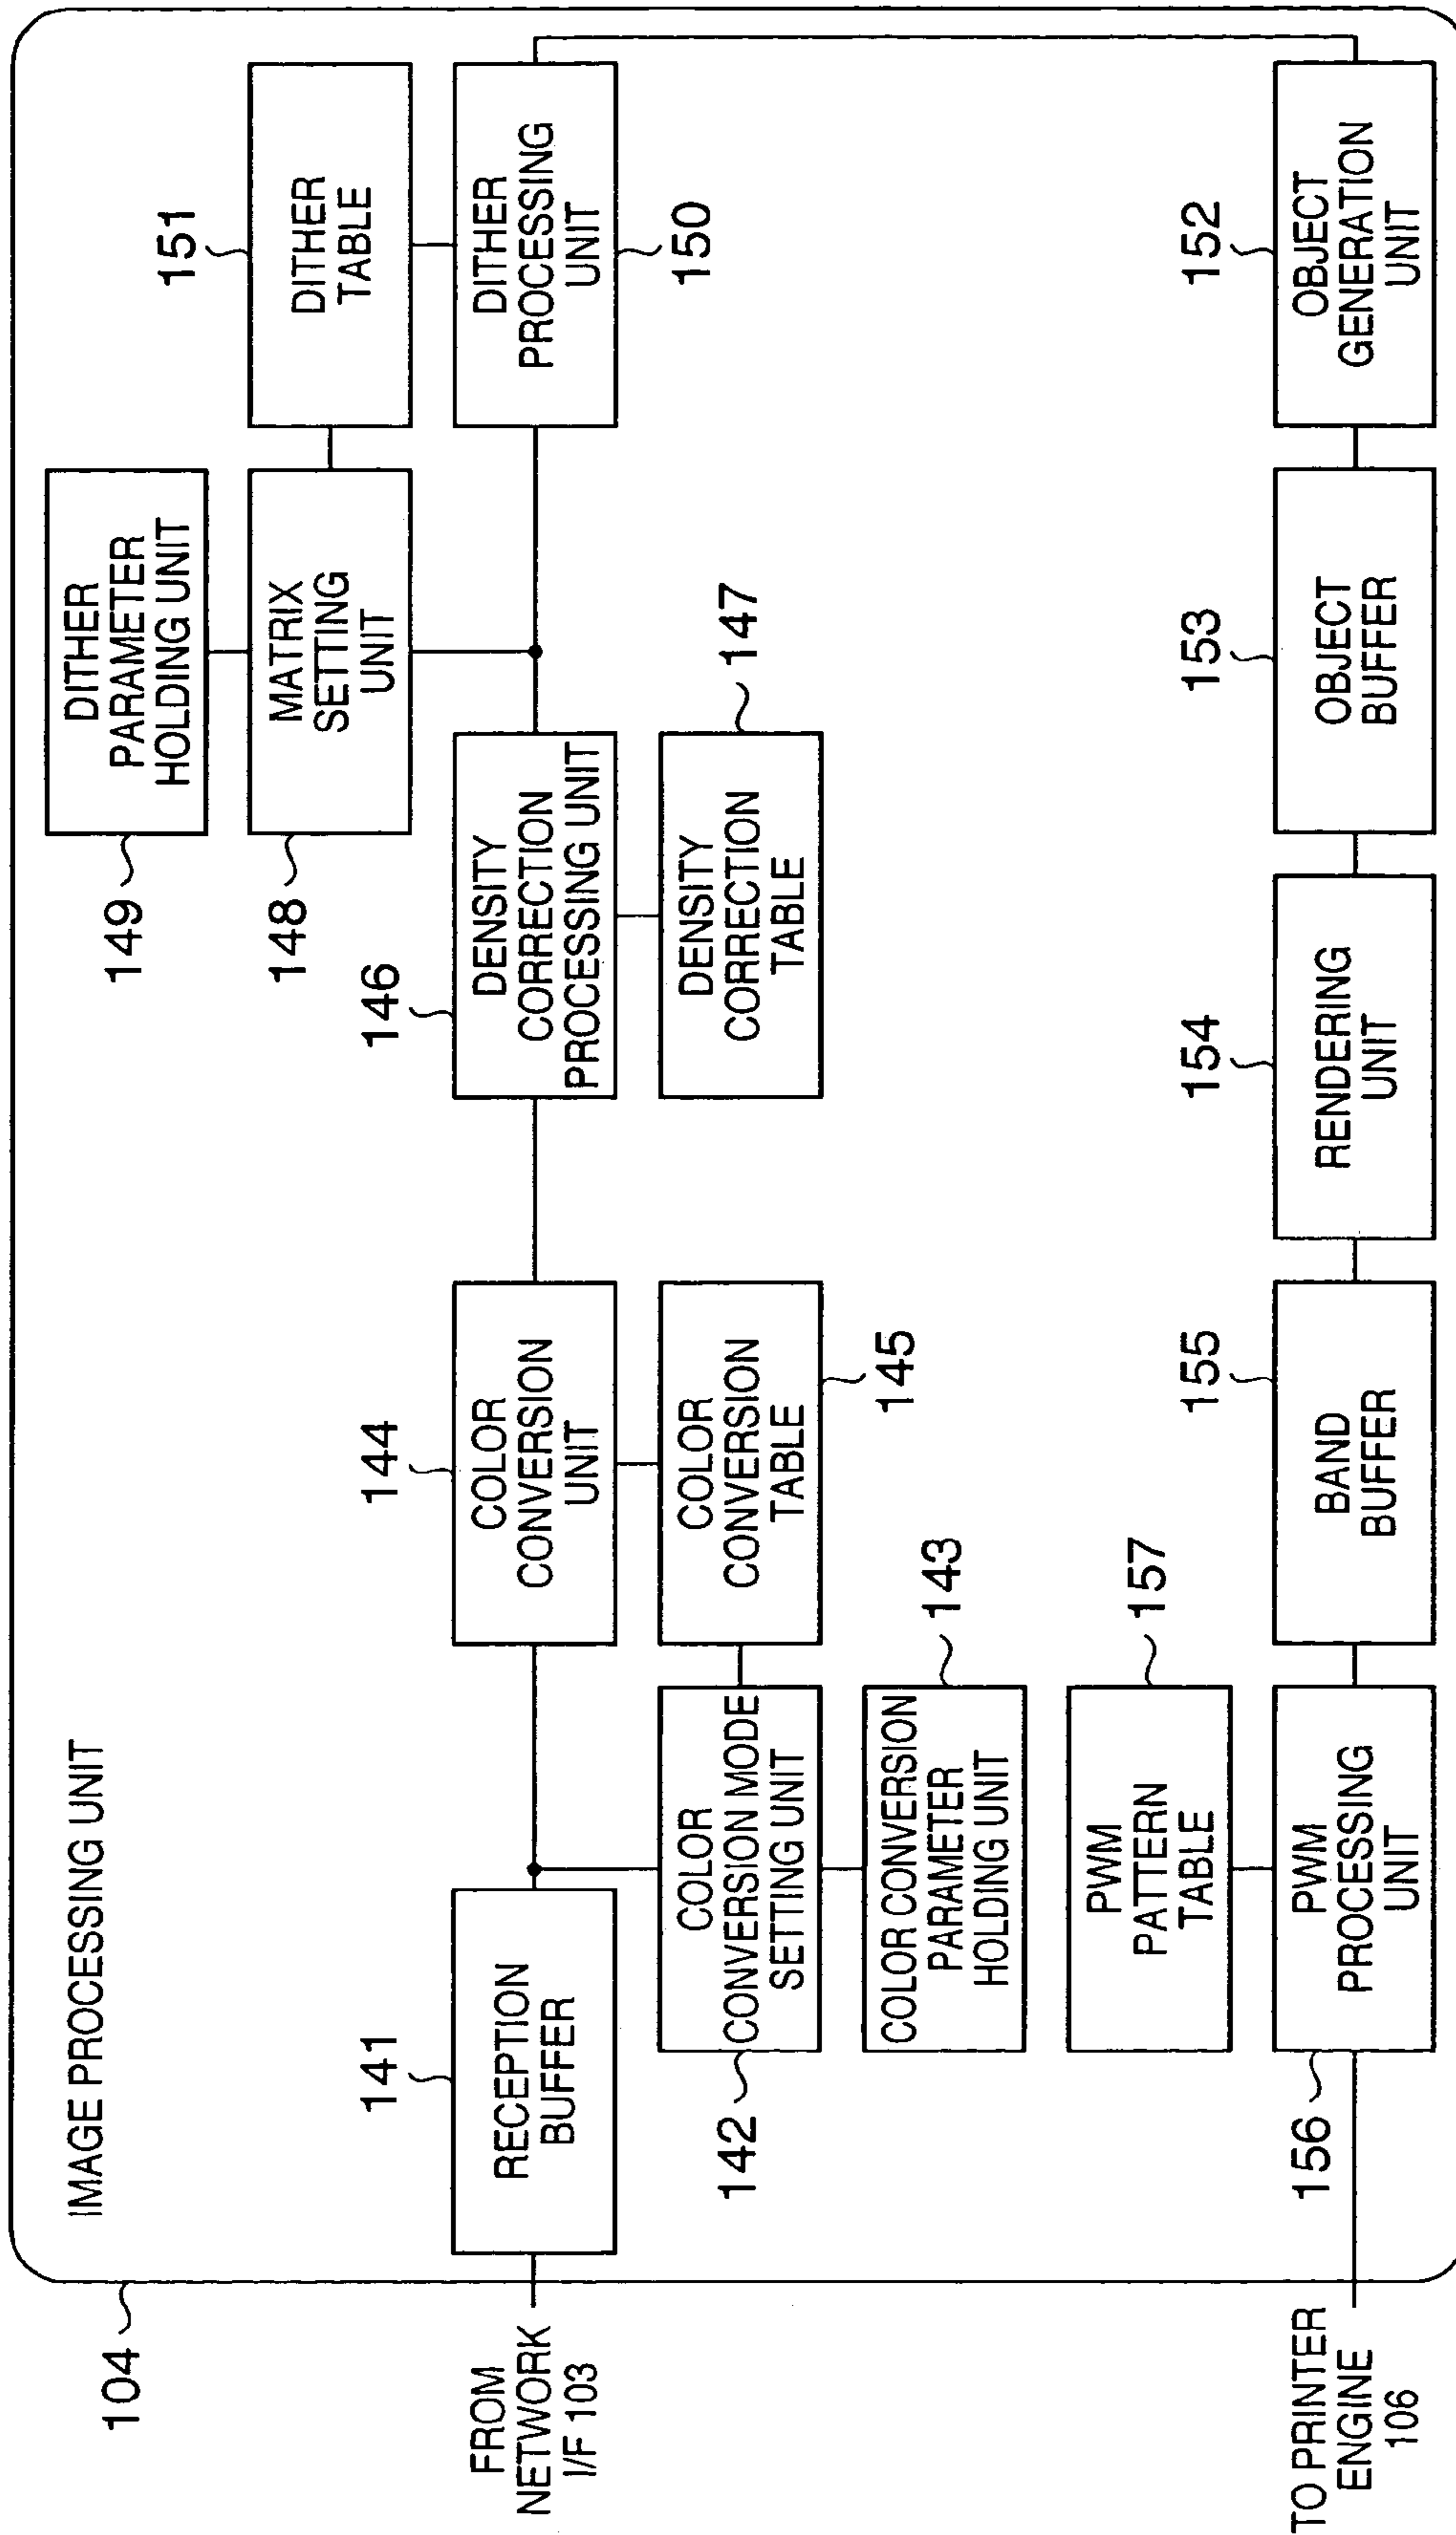 IMAGE PROCESSING UNIT
104
FROM
NETWORK
I/F 103
141
RECEPTION
BUFFER
142
COLOR
CONVERSION MODE
SETTING UNIT
COLOR CONVERSION
PARAMETER
HOLDING UNIT
143
144
COLOR
CONVERSION
UNIT
COLOR
CONVERSION
TABLE
145
146
DENSITY
CORRECTION
PROCESSING UNIT
DENSITY
CORRECTION
TABLE
147
149
DITHER
PARAMETER
HOLDING UNIT
148
MATRIX
SETTING
UNIT
151
DITHER
TABLE
DITHER
PROCESSING
UNIT
150
152
OBJECT
GENERATION
UNIT
153
OBJECT
BUFFER
154
RENDERING
UNIT
155
BAND
BUFFER
157
PWM
PATTERN
TABLE
156
PWM
PROCESSING
UNIT
TO PRINTER
ENGINE
106